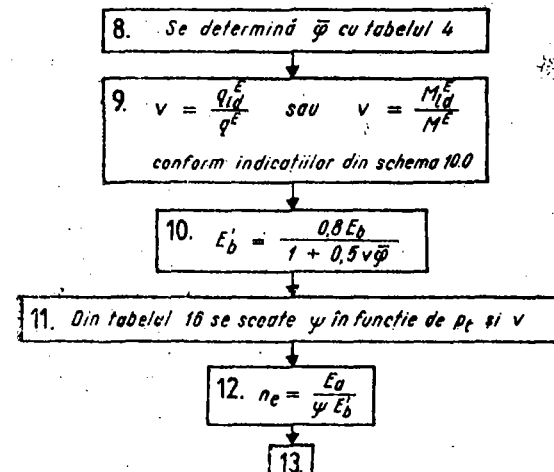 8. Se determină φ̄ cu tabelul 4
9. ν = q_ld^E / q^E sau ν = M_ld^E / M^E
conform indicațiilor din schema 10.0
10. E'_b = 0,8 E_b / 1 + 0,5 ν φ̄
11. Din tabelul 16 se scoate ψ în funcție de p_t și ν
12. n_e = E_a / ψ E'_b
13.